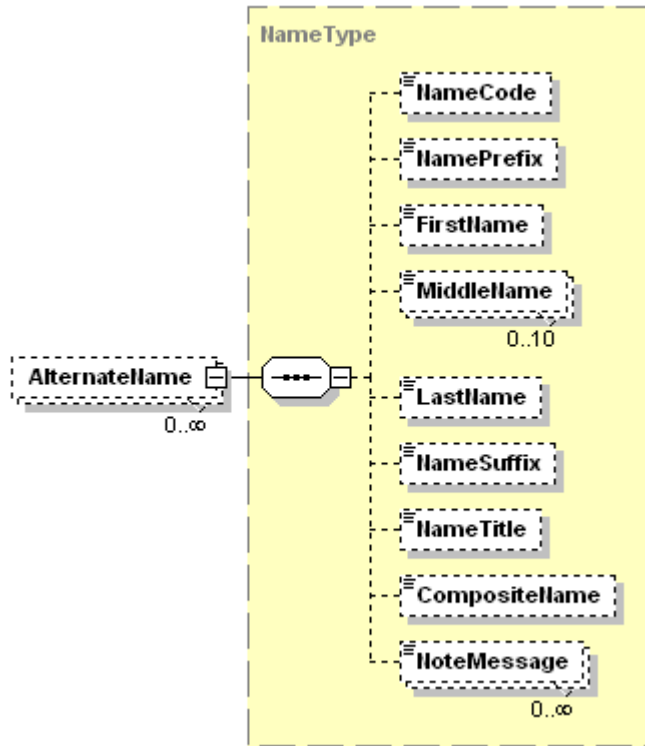 NameType
NameCode
NamePrefix
FirstName
MiddleName
0..10
AlternateName
0..∞
LastName
NameSuffix
NameTitle
CompositeName
NoteMessage
0..∞